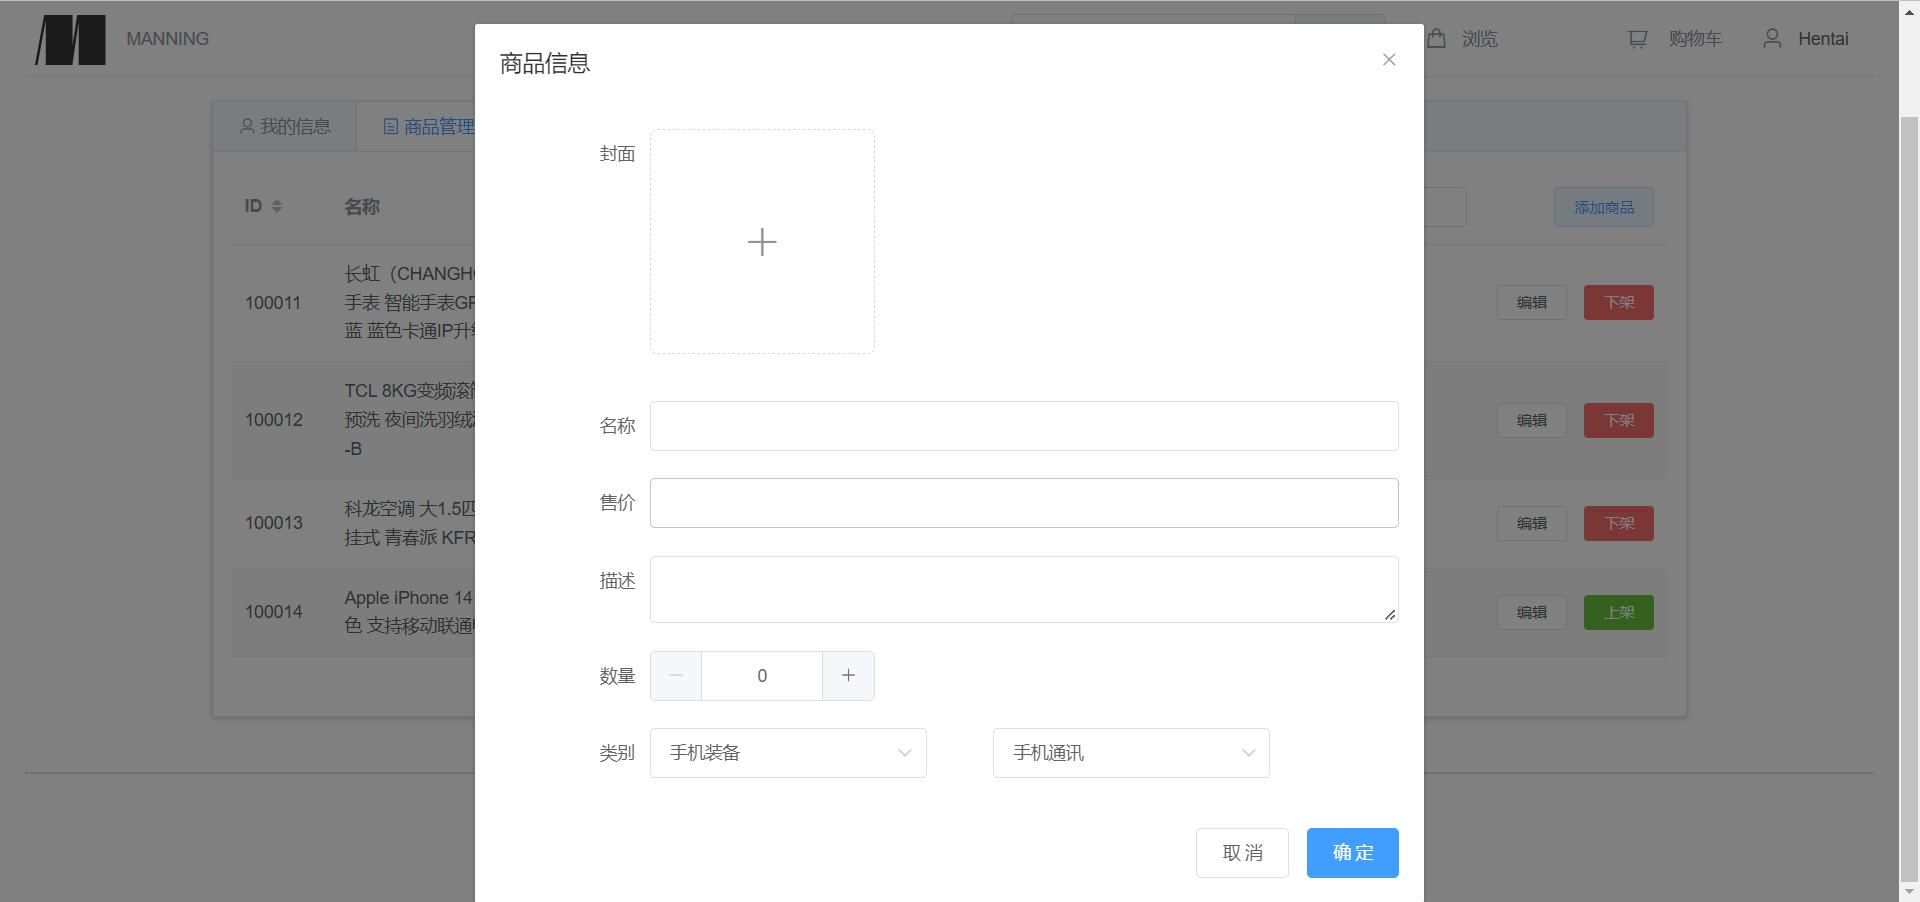 MANNING
浏览
购物车
Hentai
商品信息
我的信息
商品管理
封面
ID
名称
添加商品
100011
长虹（CHANGH
手表 智能手表GP
蓝 蓝色卡通IP升
编辑
下架
100012
TCL 8KG变频滚
预洗 夜间洗羽绒
-B
编辑
下架
100013
科龙空调 大1.5匹
挂式 青春派 KFR
编辑
下架
100014
Apple iPhone 14
色 支持移动联通
编辑
上架
名称
售价
描述
数量
0
类别
手机装备
手机通讯
取消
确定